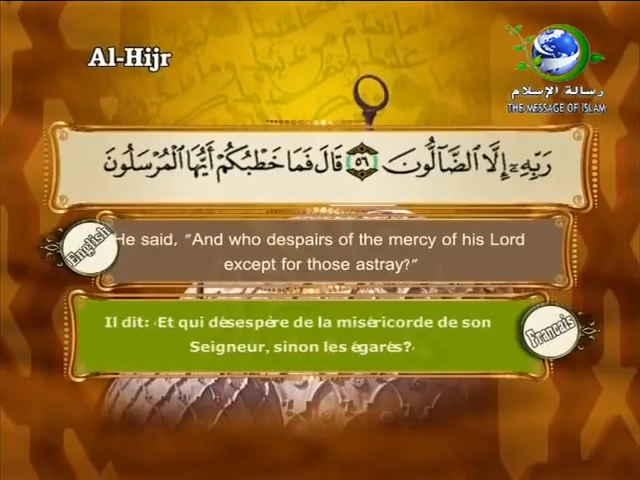 Al-Hijr
رسالة الإسلام
THE MESSAGE OF ISLAM
رَبِّهِۦٓ إِلَّا ٱلضَّآلُّونَ ٥٦ قَالَ فَمَا خَطْبُكُمْ أَيُّهَا ٱلْمُرْسَلُونَ
English
He said, "And who despairs of the mercy of his Lord
except for those astray?"
Il dit: ‹Et qui désespère de la miséricorde de son
Seigneur, sinon les égarés?›
Francais